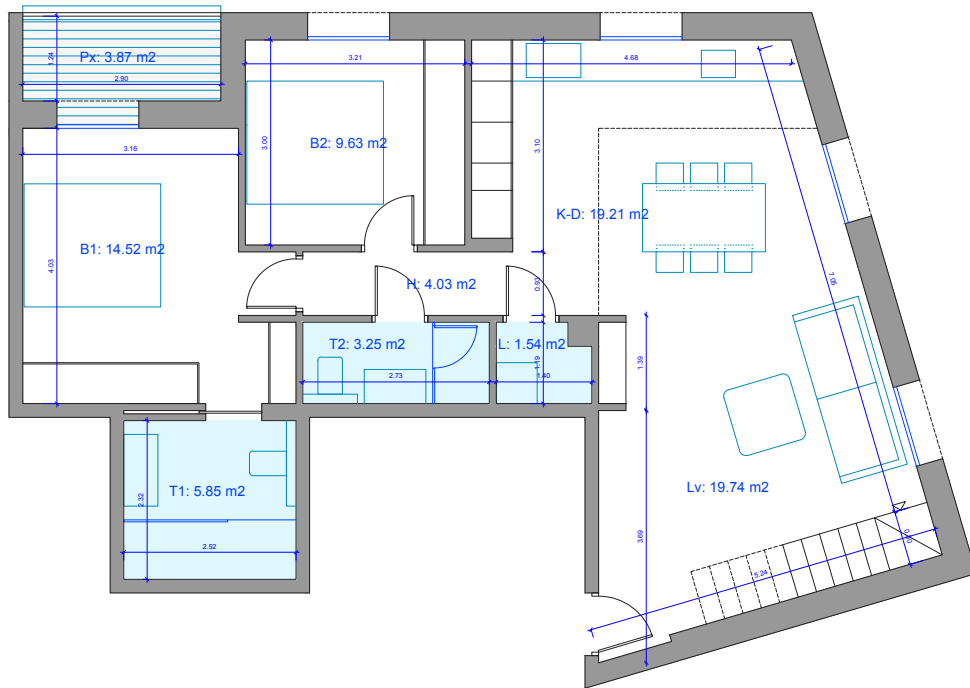 Px: 3.87 m2
1.24
2.90
3.21
4.68
B2: 9.63 m2
3.00
3.10
3.16
K-D: 19.21 m2
B1: 14.52 m2
4.03
H: 4.03 m2
0.93
7.05
T2: 3.25 m2
L: 1.54 m2
1.19
1.39
2.73
1.40
T1: 5.85 m2
Lv: 19.74 m2
2.32
2.52
3.69
5.24